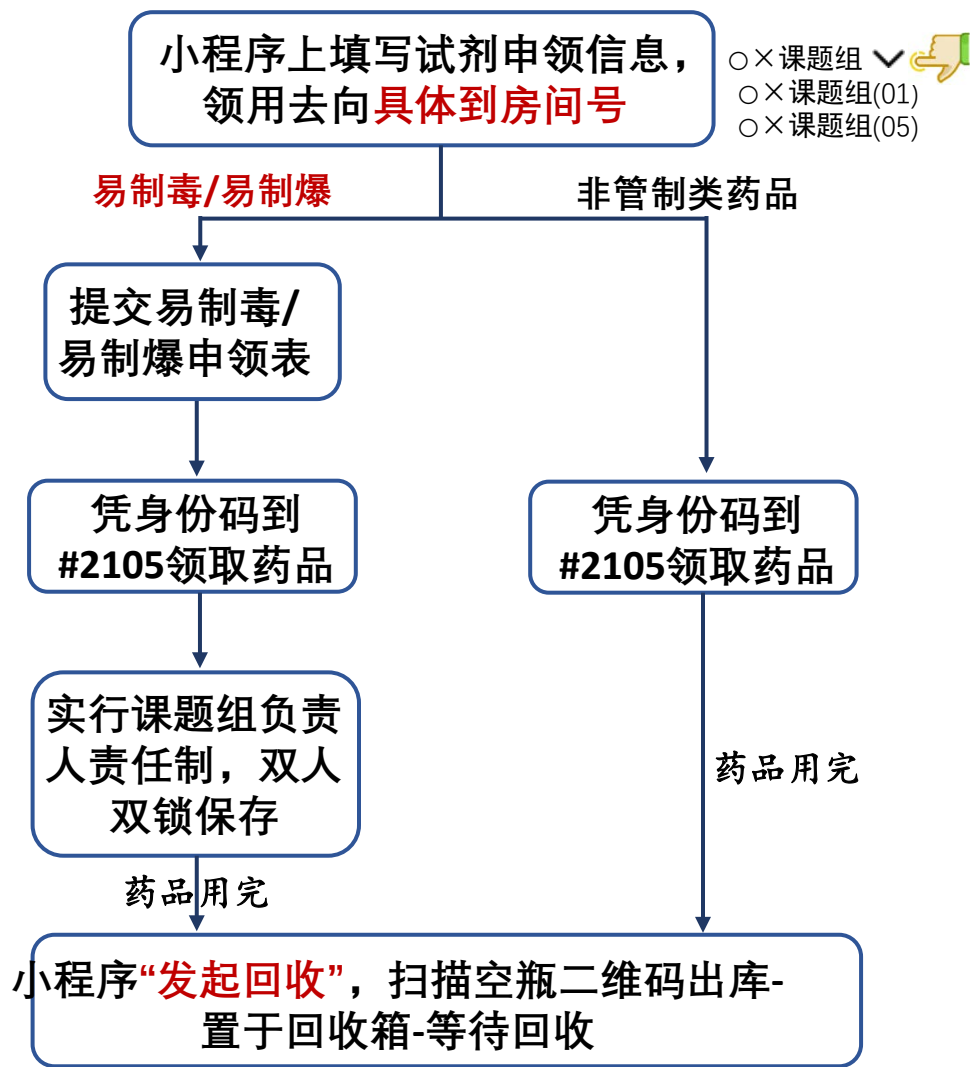 小程序上填写试剂申领信息，
领用去向具体到房间号
○×课题组
○×课题组(01)
○×课题组(05)
易制毒/易制爆
非管制类药品
提交易制毒/
易制爆申领表
凭身份码到
#2105领取药品
凭身份码到
#2105领取药品
实行课题组负责
人责任制，双人
双锁保存
药品用完
药品用完
小程序“发起回收”，扫描空瓶二维码出库-
置于回收箱-等待回收